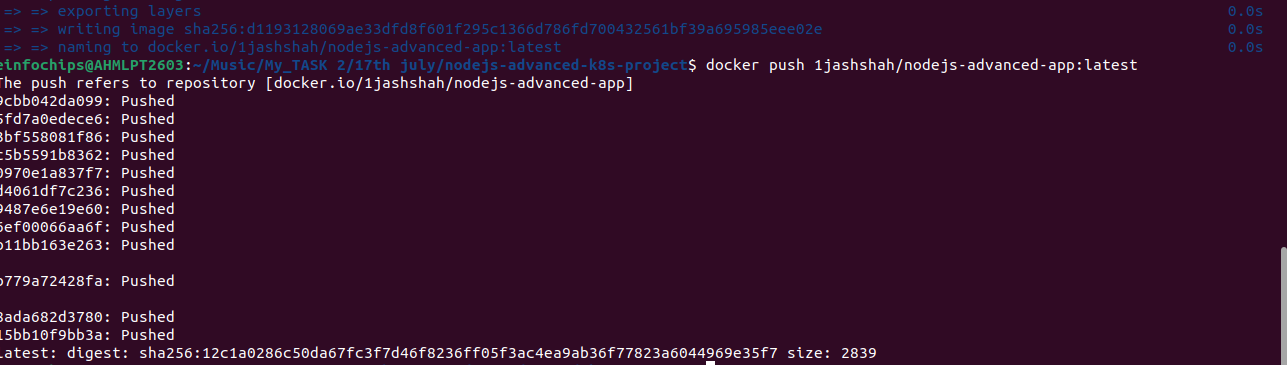 => => exporting layers 0.0s
=> => writing image sha256:d1193128069ae33dfd8f601f295c1366d786fd700432561bf39a695985eee02e 0.0s
=> => naming to docker.io/1jashshah/nodejs-advanced-app:latest 0.0s
einfochips@AHMLPT2603:~/Music/My_TASK 2/17th july/nodejs-advanced-k8s-project$ docker push 1jashshah/nodejs-advanced-app:latest
The push refers to repository [docker.io/1jashshah/nodejs-advanced-app]
9cbb042da099: Pushed
5fd7a0edece6: Pushed
3bf558081f86: Pushed
c5b5591b8362: Pushed
0970e1a837f7: Pushed
d4061df7c236: Pushed
9487e6e19e60: Pushed
5ef00066aa6f: Pushed
b11bb163e263: Pushed
b779a72428fa: Pushed
8ada682d3780: Pushed
15bb10f9bb3a: Pushed
latest: digest: sha256:12c1a0286c50da67fc3f7d46f8236ff05f3ac4ea9ab36f77823a6044969e35f7 size: 2839